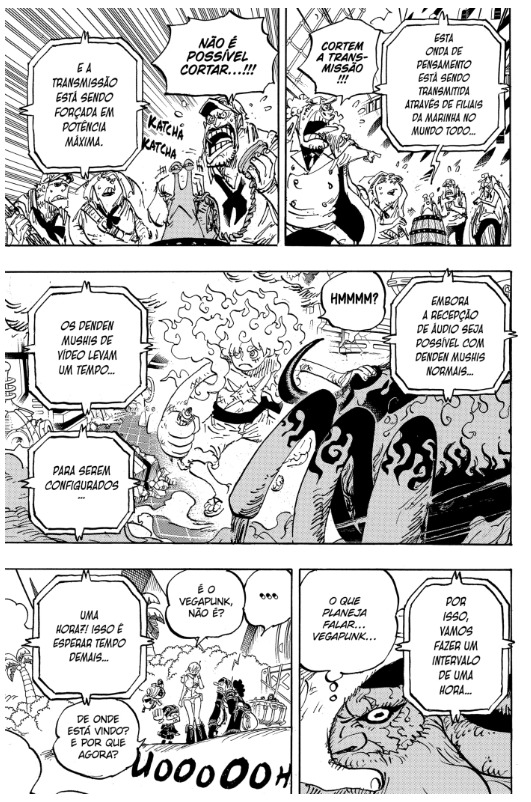 ESTA
ONDA DE
PENSAMENTO
ESTÁ SENDO
TRANSMITIDA
ATRAVÉS DE FILIAIS
DA MARINHA NO
MUNDO TODO...
CORTEM
A TRANS-
MISSÃO
!!!
NÃO É
POSSÍVEL
CORTAR...!!!
KATCHA
KATCHA
E A
TRANSMISSÃO
ESTÁ SENDO
FORÇADA EM
POTÊNCIA
MÁXIMA.
EMBORA
A RECEPÇÃO
DE ÁUDIO SEJA
POSSÍVEL COM
DENDEN MUSHIS
NORMAIS...
HMMMM?
OS DENDEN
MUSHIS DE
VÍDEO LEVAM
UM TEMPO...
PARA SEREM
CONFIGURADOS
...
POR
ISSO,
VAMOS
FAZER UM
INTERVALO
DE UMA
HORA...
O QUE
PLANEJA
FALAR...
VEGAPUNK...
...
É O
VEGAPUNK,
NÃO É?
UMA
HORA?! ISSO É
ESPERAR TEMPO
DEMAIS...
DE ONDE
ESTÁ VINDO?
E POR QUE
AGORA?
UOOOOOH